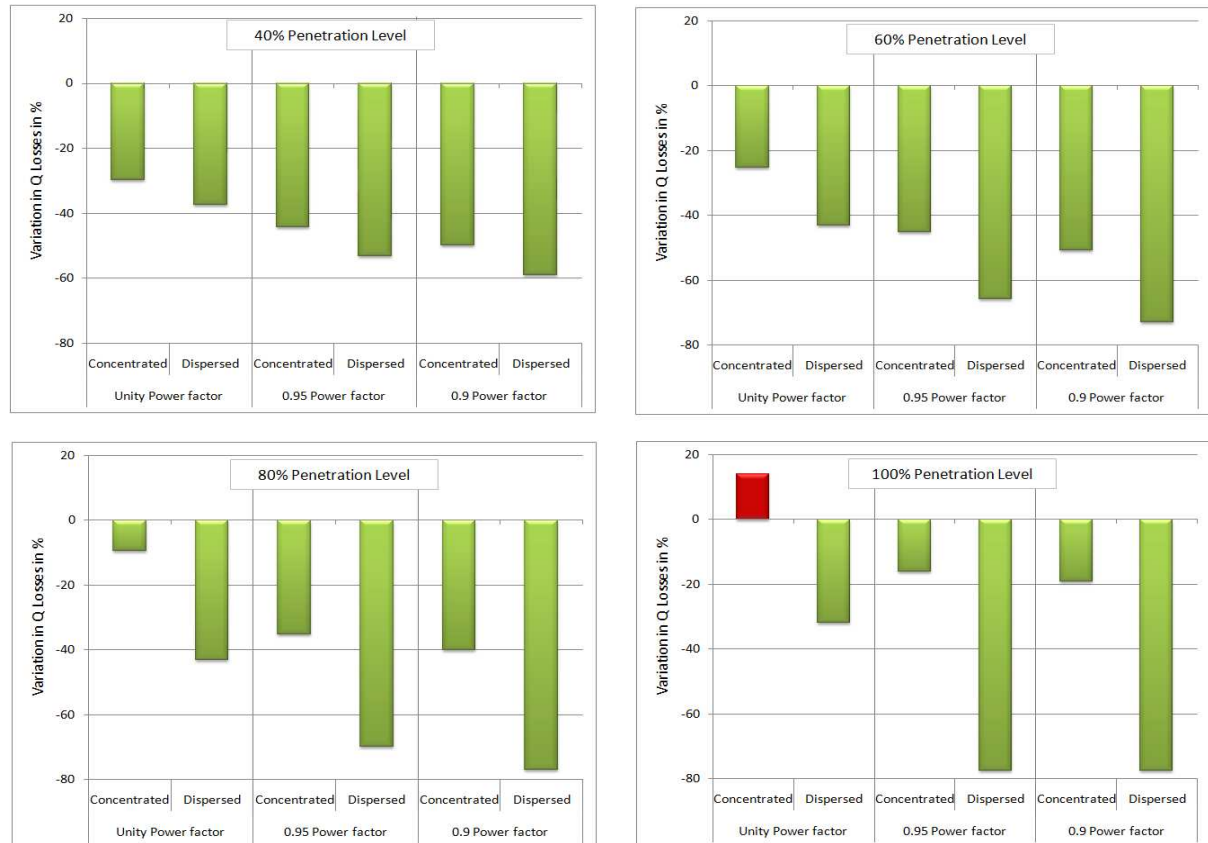 40% Penetration Level
Variation in Q Losses in %
20
0
-20
-40
-60
-80
Concentrated Dispersed Concentrated Dispersed Concentrated Dispersed
Unity Power factor 0.95 Power factor 0.9 Power factor
60% Penetration Level
Variation in Q Losses in %
20
0
-20
-40
-60
-80
Concentrated Dispersed Concentrated Dispersed Concentrated Dispersed
Unity Power factor 0.95 Power factor 0.9 Power factor
80% Penetration Level
Variation in Q Losses in %
20
0
-20
-40
-60
-80
Concentrated Dispersed Concentrated Dispersed Concentrated Dispersed
Unity Power factor 0.95 Power factor 0.9 Power factor
100% Penetration Level
Variation in Q Losses in %
20
0
-20
-40
-60
-80
Concentrated Dispersed Concentrated Dispersed Concentrated Dispersed
Unity Power factor 0.95 Power factor 0.9 Power factor